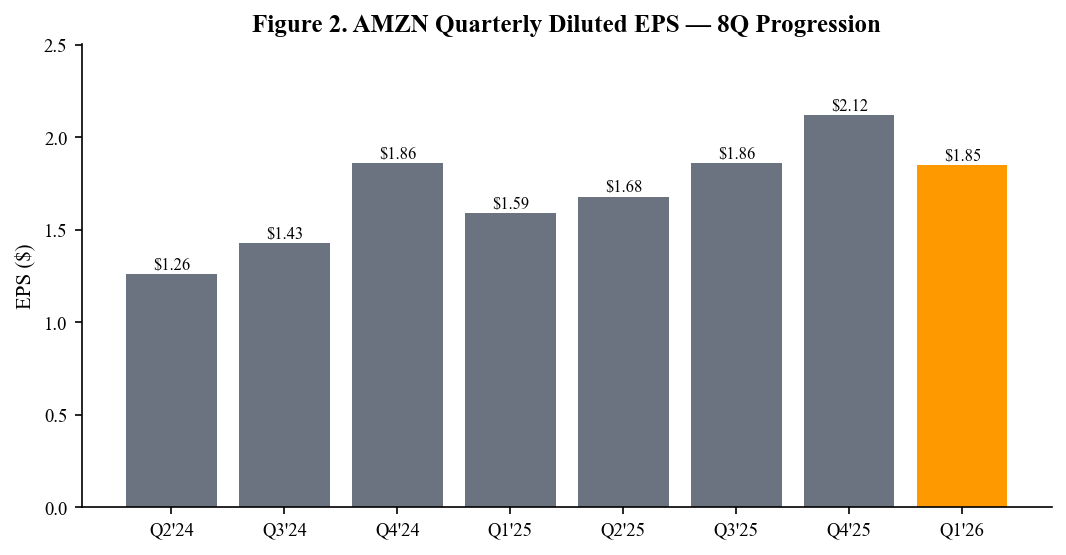 Figure 2. AMZN Quarterly Diluted EPS — 8Q Progression
EPS ($)
2.5
2.0
1.5
1.0
0.5
0.0
$1.26
$1.43
$1.86
$1.59
$1.68
$1.86
$2.12
$1.85
Q2'24
Q3'24
Q4'24
Q1'25
Q2'25
Q3'25
Q4'25
Q1'26